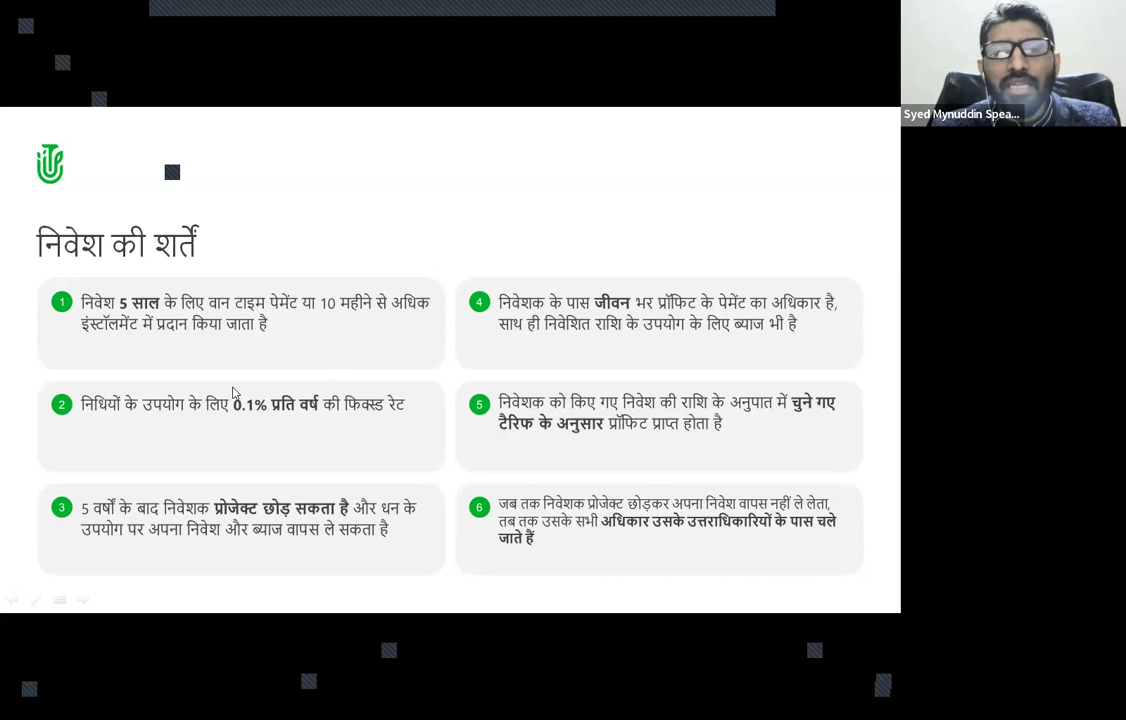 Syed Mynuddin Spea...
निवेश की शर्तें
1
निवेश 5 साल के लिए वान टाइम पेमेंट या 10 महीने से अधिक
इंस्टॉलमेंट में प्रदान किया जाता है
2
निधियों के उपयोग के लिए 0.1% प्रति वर्ष की फिक्स्ड रेट
3
5 वर्षों के बाद निवेशक प्रोजेक्ट छोड़ सकता है और धन के
उपयोग पर अपना निवेश और ब्याज वापस ले सकता है
4
निवेशक के पास जीवन भर प्रॉफिट के पेमेंट का अधिकार है,
साथ ही निवेशित राशि के उपयोग के लिए ब्याज भी है
5
निवेशक को किए गए निवेश की राशि के अनुपात में चुने गए
टैरिफ के अनुसार प्रॉफिट प्राप्त होता है
6
जब तक निवेशक प्रोजेक्ट छोड़कर अपना निवेश वापस नहीं ले लेता,
तब तक उसके सभी अधिकार उसके उत्तराधिकारियों के पास चले
जाते हैं